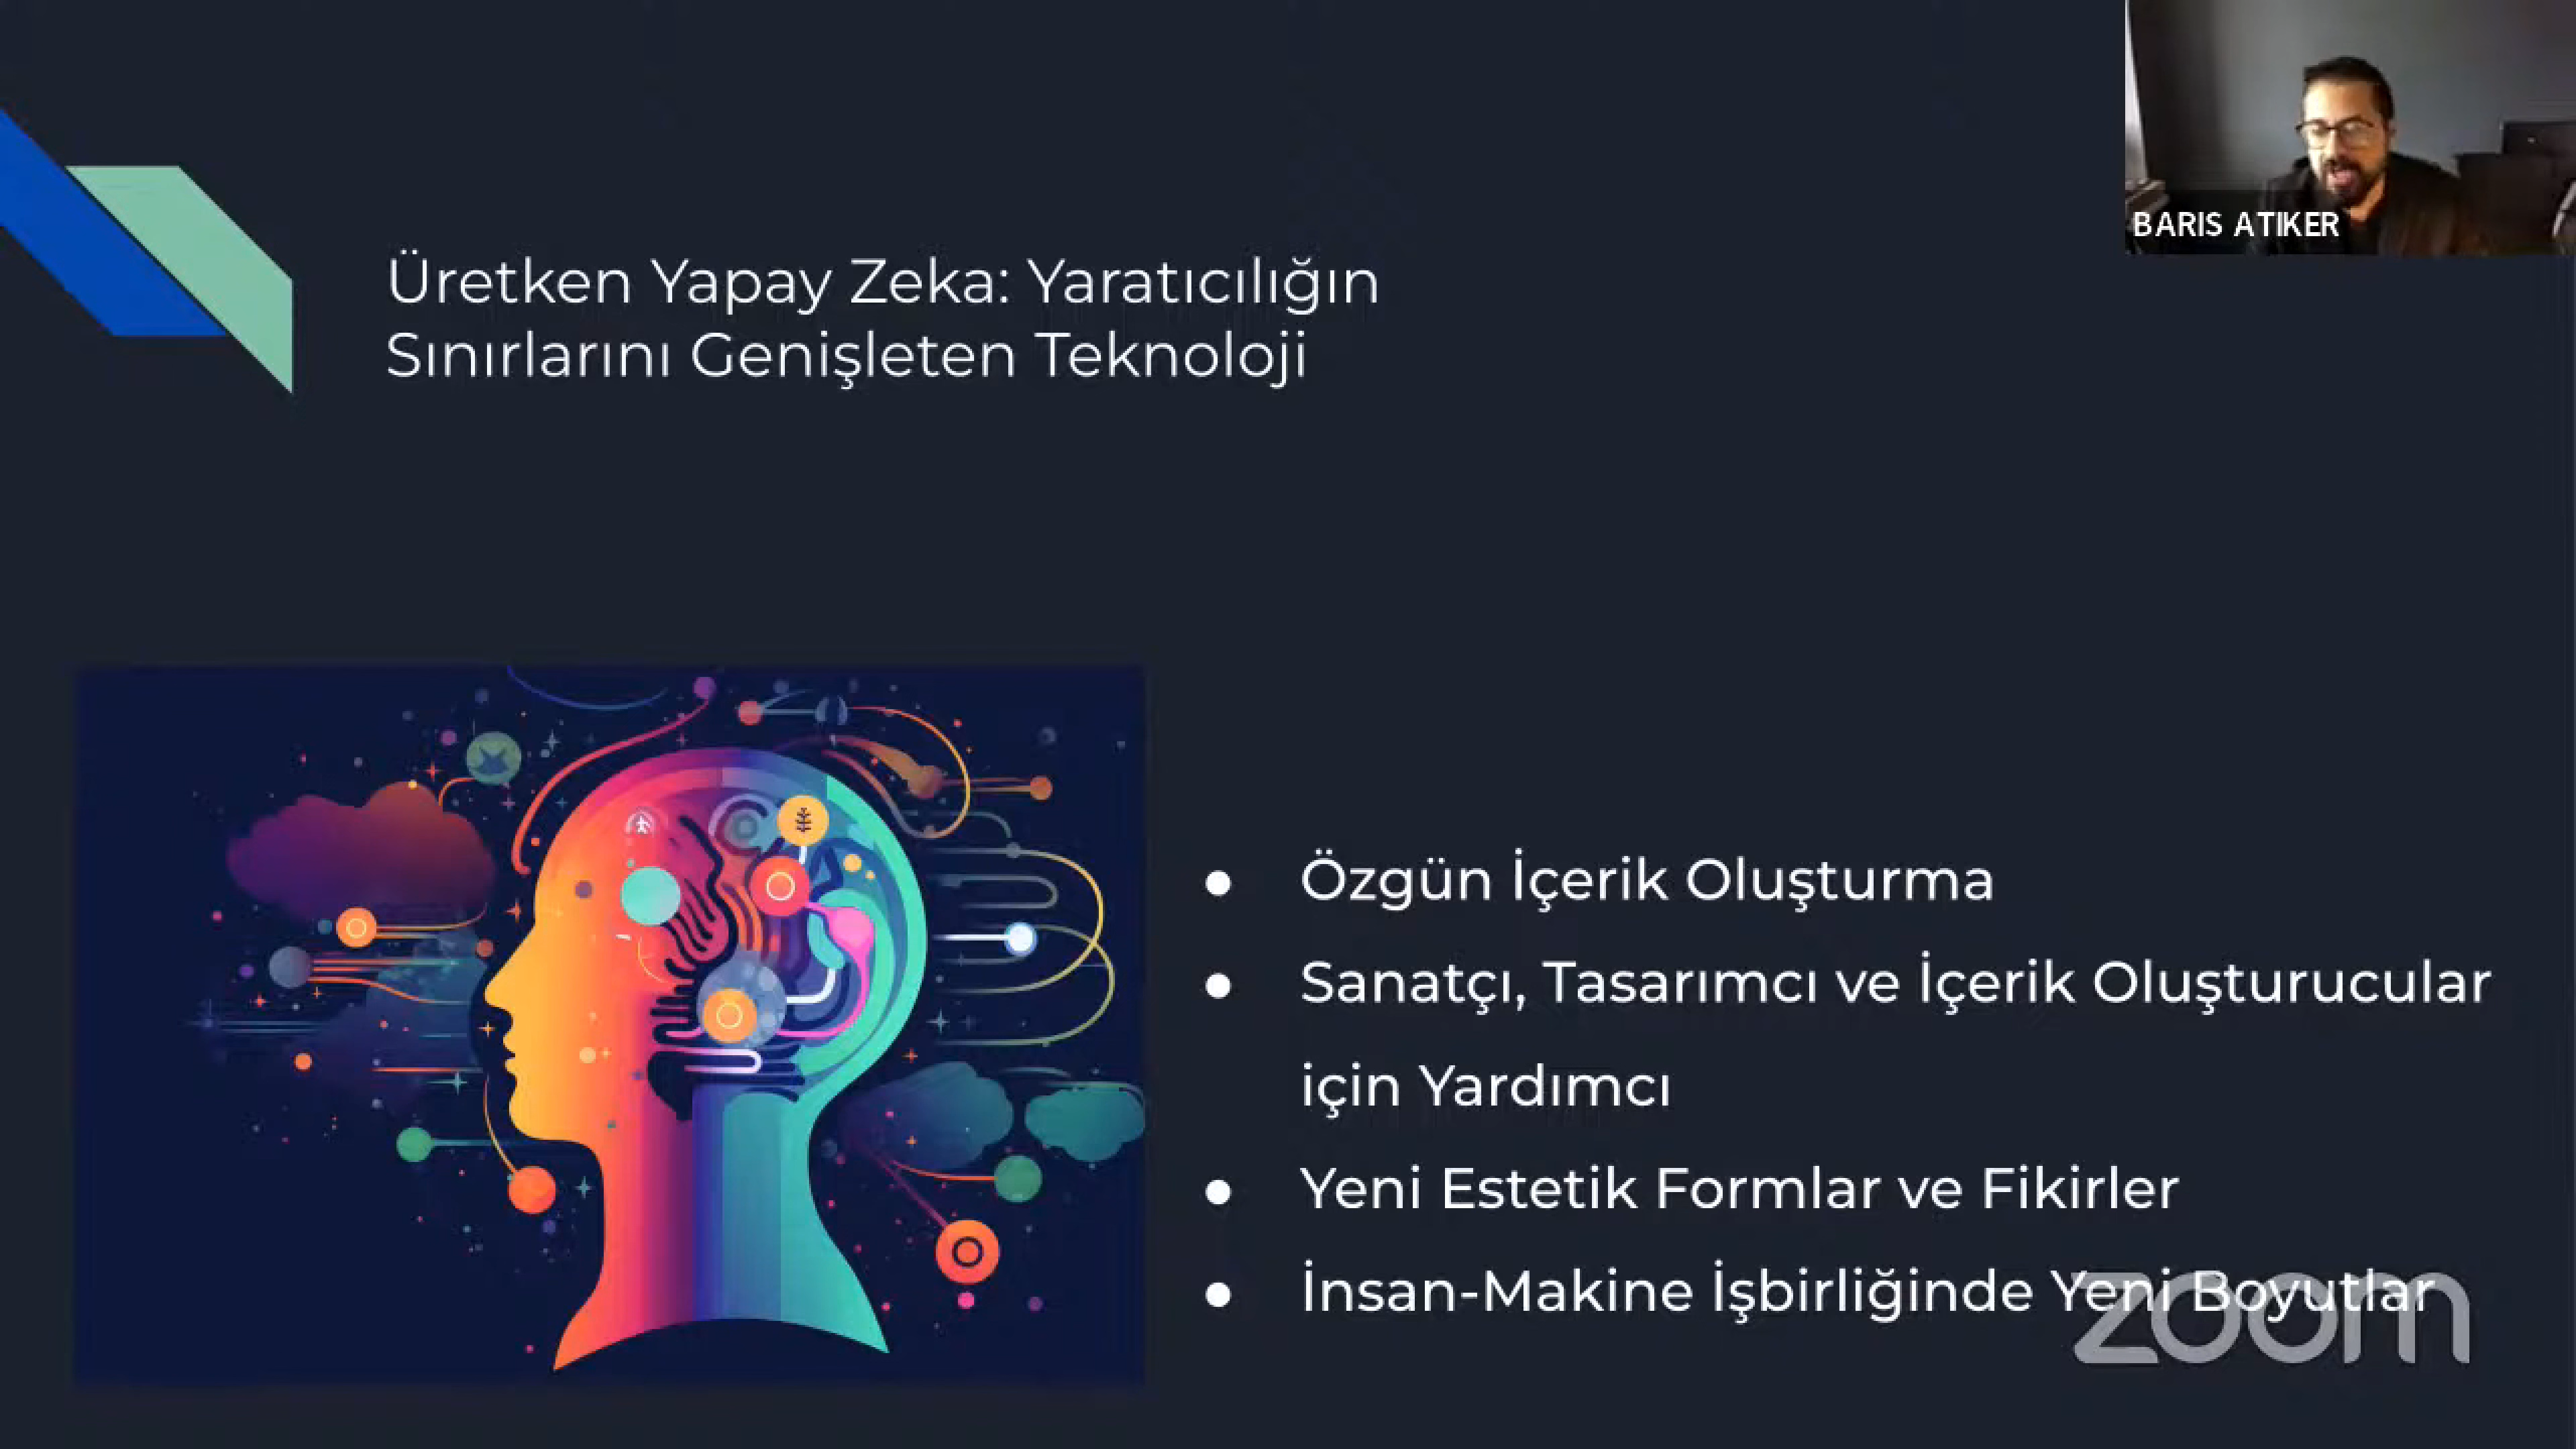 BARIS ATIKER
Üretken Yapay Zeka: Yaratıcılığın
Sınırlarını Genişleten Teknoloji
● Özgün İçerik Oluşturma
● Sanatçı, Tasarımcı ve İçerik Oluşturucular
için Yardımcı
● Yeni Estetik Formlar ve Fikirler
● İnsan-Makine İşbirliğinde Yeni Boyutlar
zoom